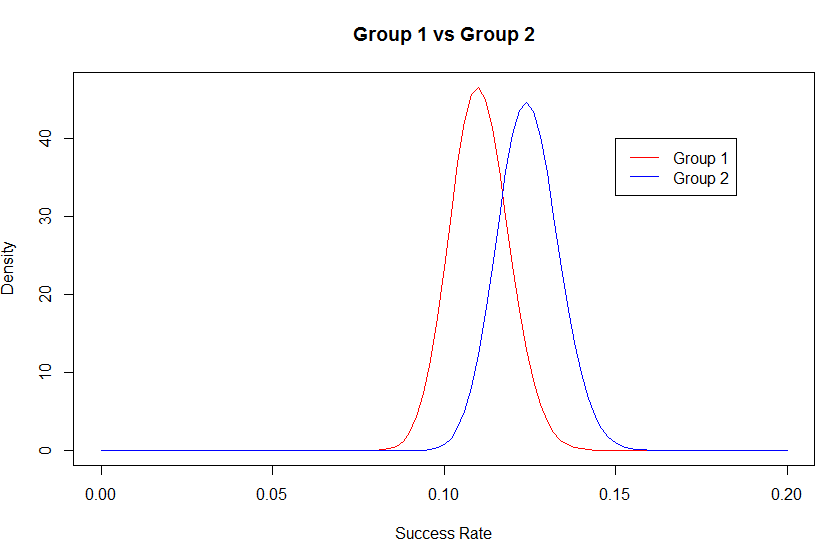 Group 1 vs Group 2
Density
40
30
20
10
0
Group 1
Group 2
0.00 0.05 0.10 0.15 0.20
Success Rate